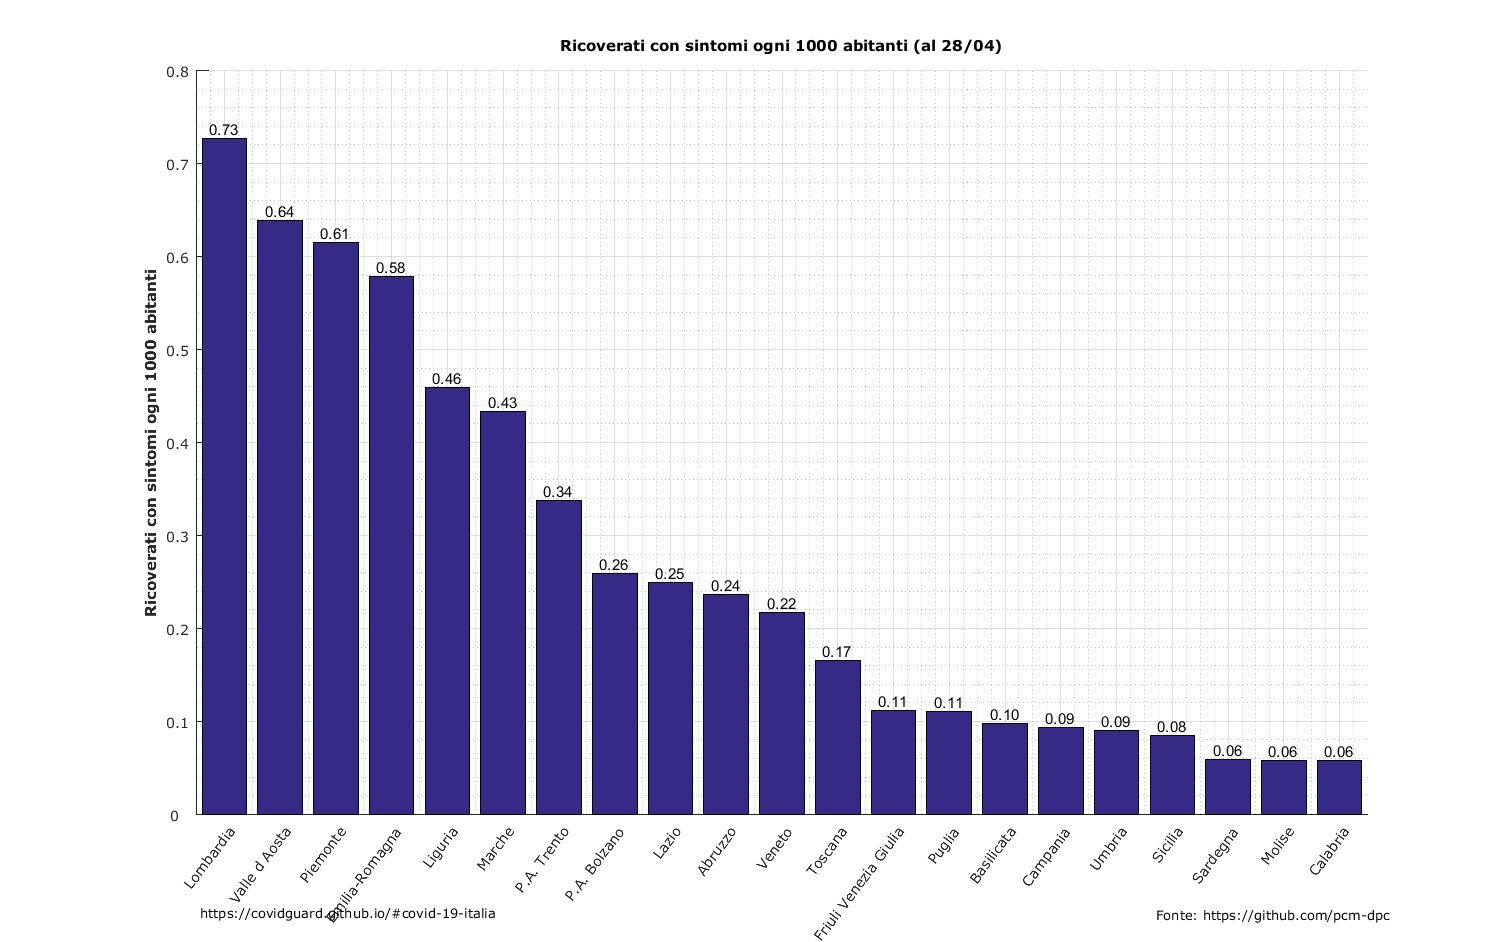 Ricoverati con sintomi ogni 1000 abitanti (al 28/04)
Ricoverati con sintomi ogni 1000 abitanti
0.8
0.7
0.6
0.5
0.4
0.3
0.2
0.1
0
0.73
0.64
0.61
0.58
0.46
0.43
0.34
0.26
0.25
0.24
0.22
0.17
0.11
0.11
0.10
0.09
0.09
0.08
0.06
0.06
0.06
Lombardia
Valle d Aosta
Piemonte
Emilia-Romagna
Liguria
Marche
P.A. Trento
P.A. Bolzano
Lazio
Abruzzo
Veneto
Toscana
Friuli Venezia Giulia
Puglia
Basilicata
Campania
Umbria
Sicilia
Sardegna
Molise
Calabria
https://covidguard.github.io/#covid-19-italia
Fonte: https://github.com/pcm-dpc